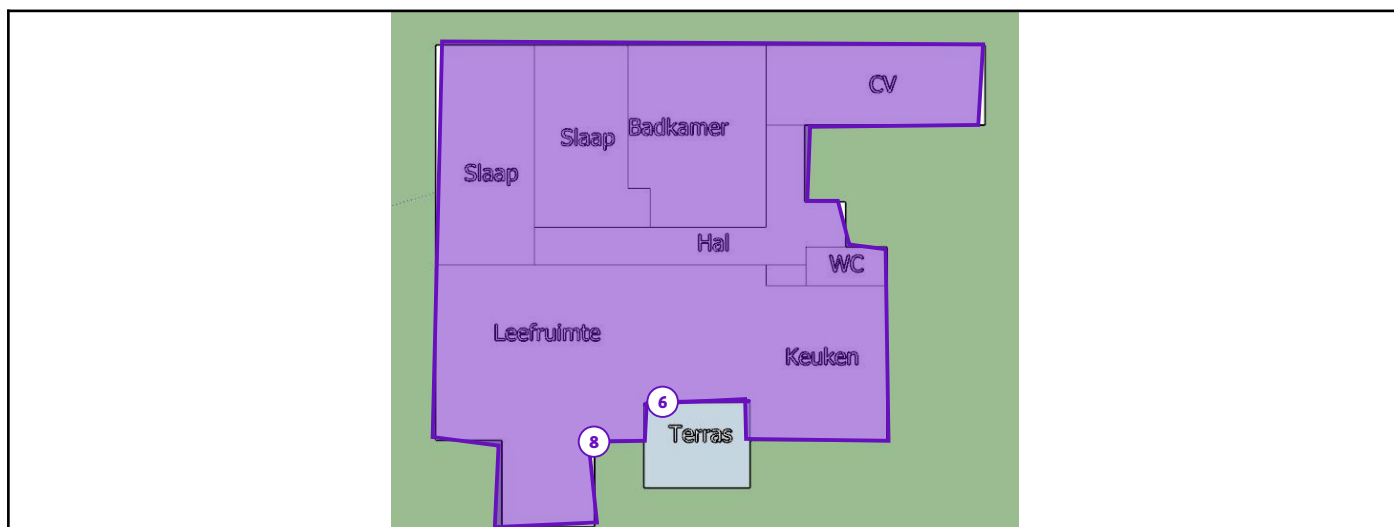 CV
Badkamer
Slaap
Slaap
Hal
WC
Leefruimte
Keuken
6
Terras
8